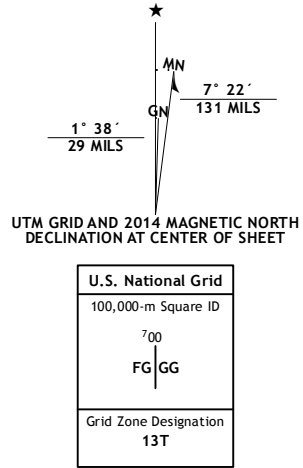 ★
MN
GN
7° 22´
131 MILS
1° 38´
29 MILS
UTM GRID AND 2014 MAGNETIC NORTH
DECLINATION AT CENTER OF SHEET
U.S. National Grid
100,000-m Square ID
⁷00
FG GG
Grid Zone Designation
13T